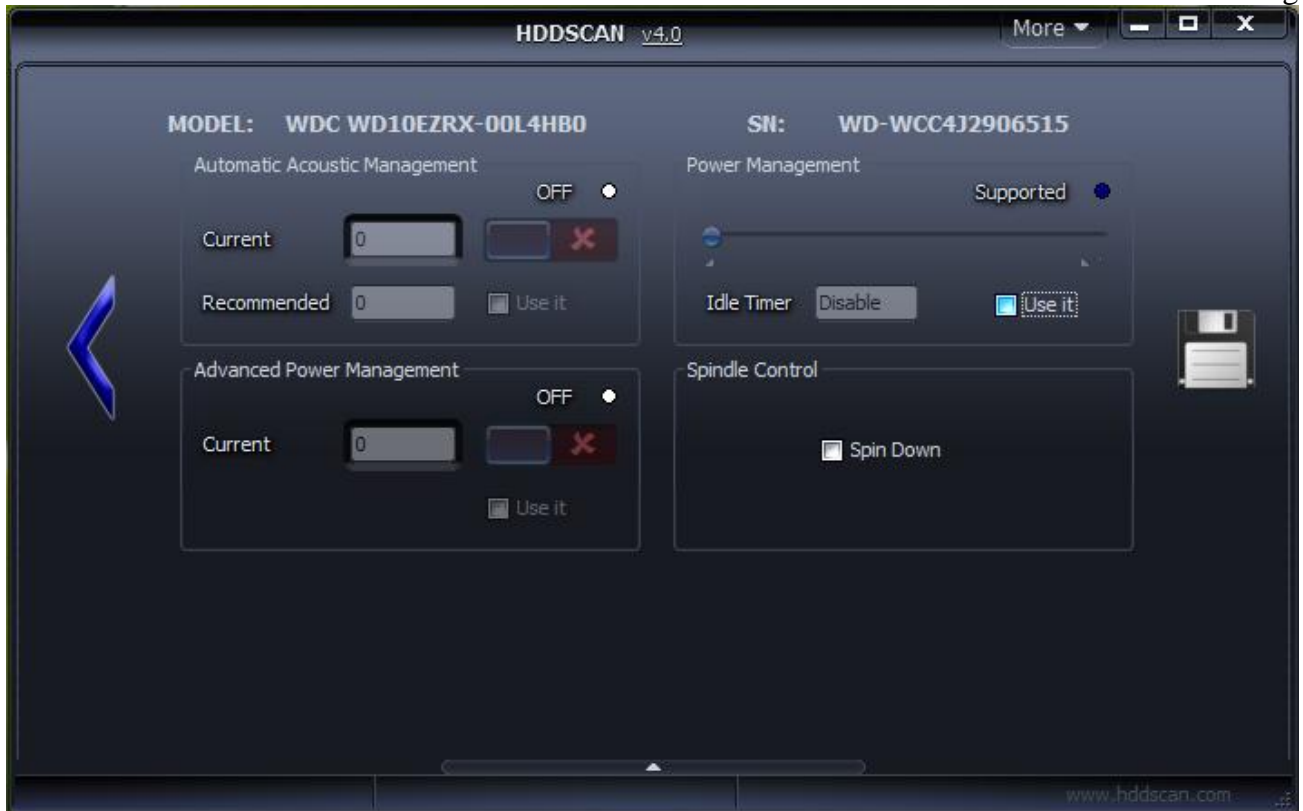 HDDSCAN v4.0
More
MODEL: WDC WD10EZRX-00L4HB0
SN: WD-WCC4J2906515
Automatic Acoustic Management
OFF
Current 0
Recommended 0 Use it
Power Management
Supported
Idle Timer Disable Use it
Advanced Power Management
OFF
Current 0
Use it
Spindle Control
Spin Down
www.hddscan.com